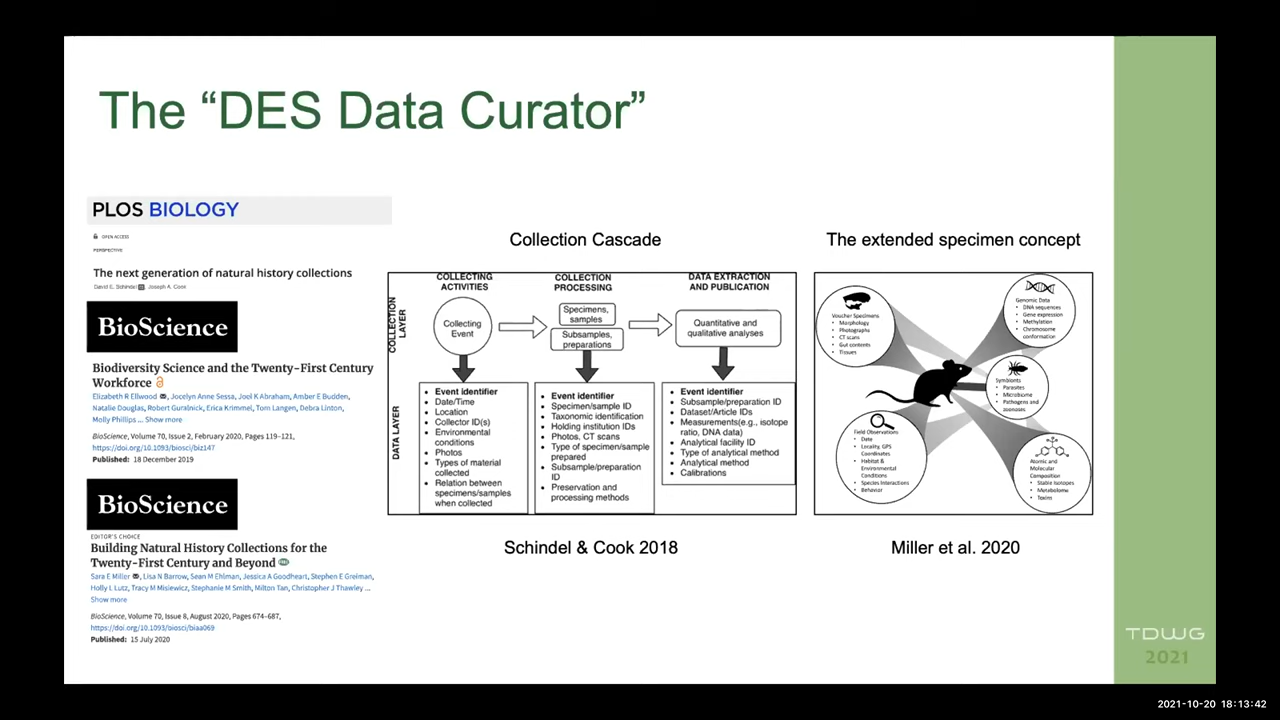 The “DES Data Curator”
PLOS BIOLOGY
OPEN ACCESS
PERSPECTIVE
The next generation of natural history collections
David E. Schindel, Joseph A. Cook
BioScience
Biodiversity Science and the Twenty-First Century
Workforce
Elizabeth R Ellwood, Jocelyn Anne Sessa, Joel K Abraham, Amber E Budden,
Natalie Douglas, Robert Guralnick, Erica Krimmel, Tom Langen, Debra Linton,
Molly Phillips ... Show more
BioScience, Volume 70, Issue 2, February 2020, Pages 119–121,
https://doi.org/10.1093/biosci/biz147
Published: 18 December 2019
BioScience
EDITOR'S CHOICE
Building Natural History Collections for the
Twenty-First Century and Beyond
Sara E Miller, Lisa N Barrow, Sean M Ehlman, Jessica A Goodheart, Stephen E Greiman,
Holly L Lutz, Tracy M Misiewicz, Stephanie M Smith, Milton Tan, Christopher J Thawley ...
Show more
BioScience, Volume 70, Issue 8, August 2020, Pages 674–687,
https://doi.org/10.1093/biosci/biaa069
Published: 15 July 2020
Collection Cascade
COLLECTION
LAYER
DATA LAYER
COLLECTING
ACTIVITIES
Collecting
Event
• Event identifier
• Date/Time
• Location
• Collector ID(s)
• Environmental
conditions
• Photos
• Types of material
collected
• Relation between
specimens/samples
when collected
COLLECTION
PROCESSING
Specimens,
samples
Subsamples,
preparations
• Event identifier
• Specimen/sample ID
• Taxonomic identification
• Holding institution IDs
• Photos, CT scans
• Type of specimen/sample
prepared
• Subsample/preparation
ID
• Preservation and
processing methods
DATA EXTRACTION
AND PUBLICATION
Quantitative and
qualitative analyses
• Event identifier
• Subsample/preparation ID
• Dataset/Article IDs
• Measurements(e.g., isotope
ratio, DNA data)
• Analytical facility ID
• Type of analytical method
• Analytical method
• Calibrations
Schindel & Cook 2018
The extended specimen concept
Voucher Specimens
• Morphology
• Photographs
• CT scans
• Gut contents
• Tissues
Genomic Data
• DNA sequences
• Gene expression
• Methylation
• Chromosome
conformation
Symbionts
• Parasites
• Microbiome
• Pathogens and
zoonoses
Field Observations
• Date
• Locality, GPS
Coordinates
• Habitat &
Environmental
Conditions
• Species Interactions
• Behavior
Atomic and
Molecular
Composition
• Stable Isotopes
• Metabolome
• Toxins
Miller et al. 2020
TDWG
2021
2021-10-20 18:13:42